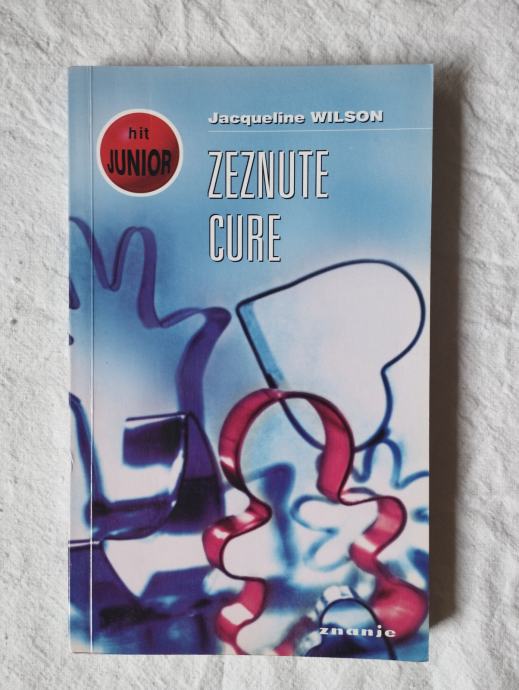 hit
JUNIOR
Jacqueline WILSON
ZEZNUTE
CURE
znanje